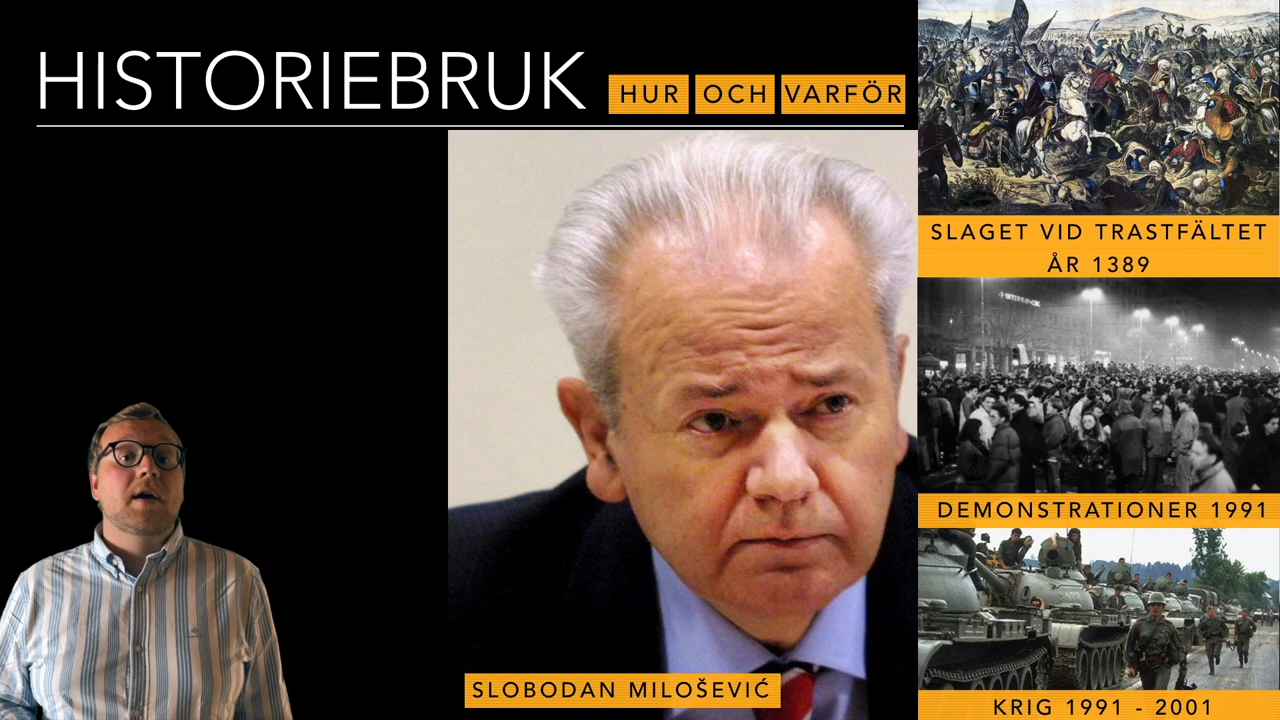 HISTORIEBRUK
HUR OCH VARFÖR
SLAGET VID TRASTFÄLTET
ÅR 1389
DEMONSTRATIONER 1991
SLOBODAN MILOŠEVIĆ
KRIG 1991 - 2001